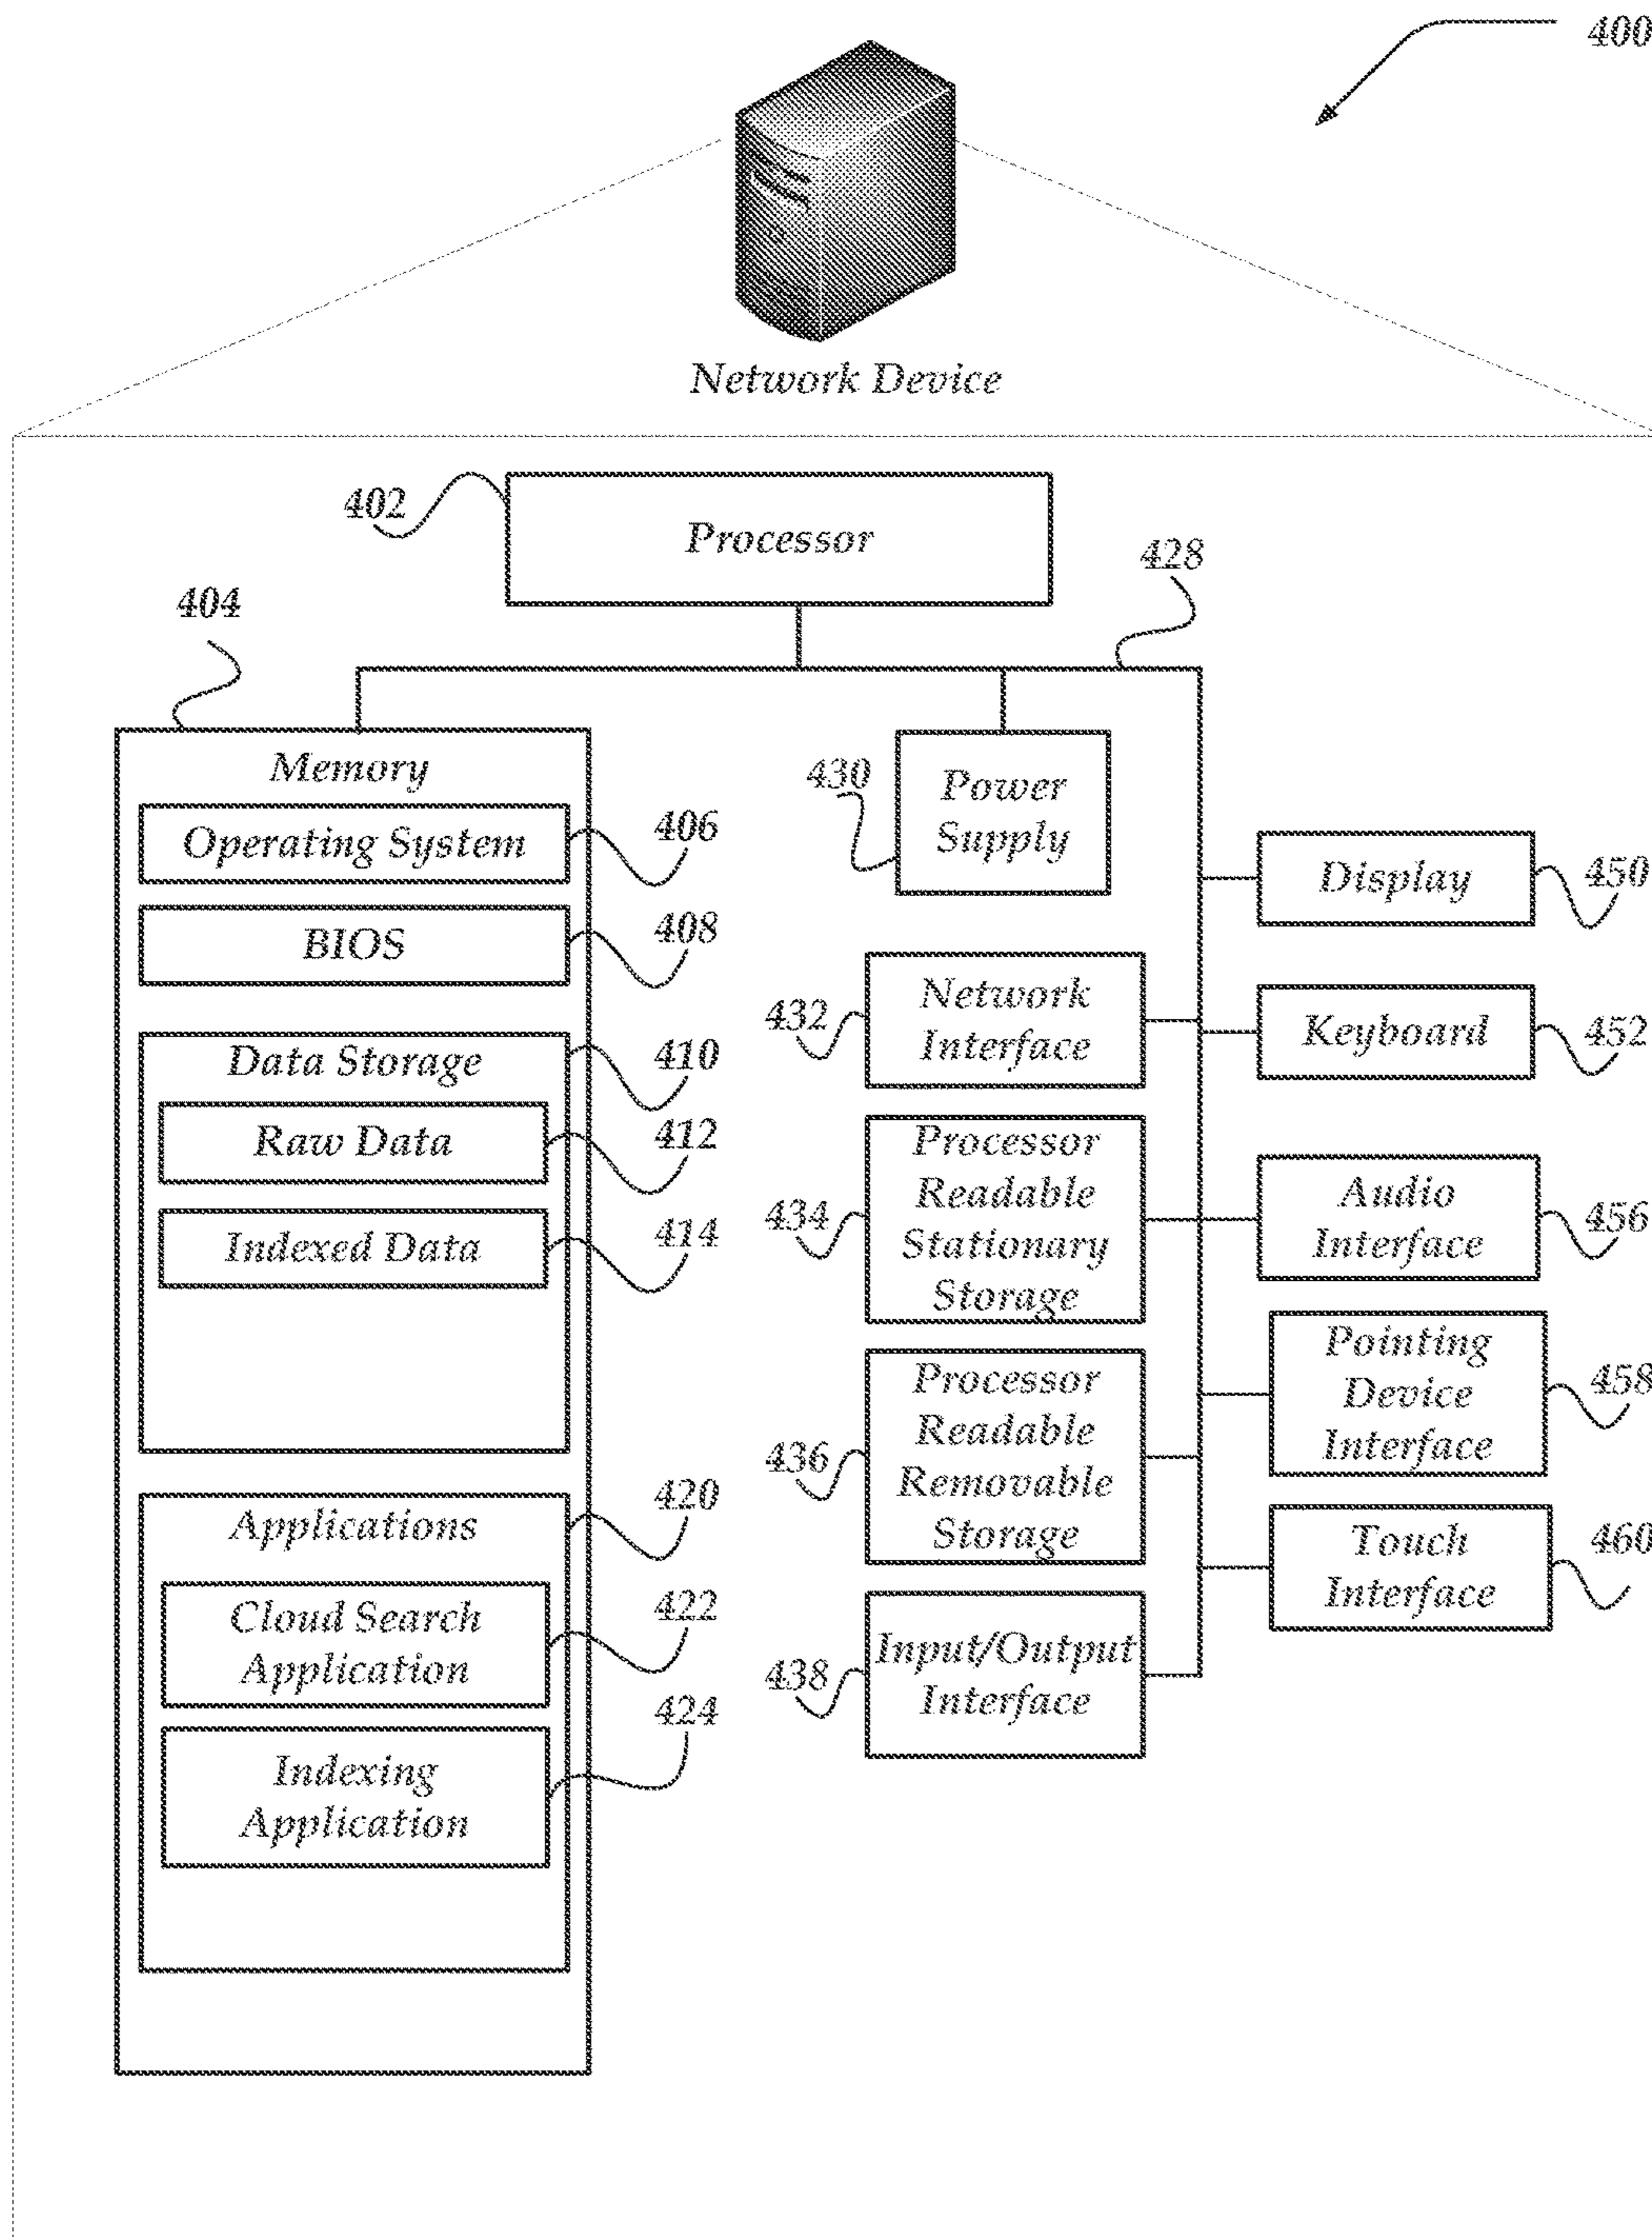 400
Network Device
402
Processor
428
404
Memory
Operating System
406
BIOS
408
Data Storage
410
Raw Data
412
Indexed Data
414
Applications
420
Cloud Search
Application
422
Indexing
Application
424
430
Power
Supply
432
Network
Interface
434
Processor
Readable
Stationary
Storage
436
Processor
Readable
Removable
Storage
438
Input/Output
Interface
Display
450
Keyboard
452
Audio
Interface
456
Pointing
Device
Interface
458
Touch
Interface
460